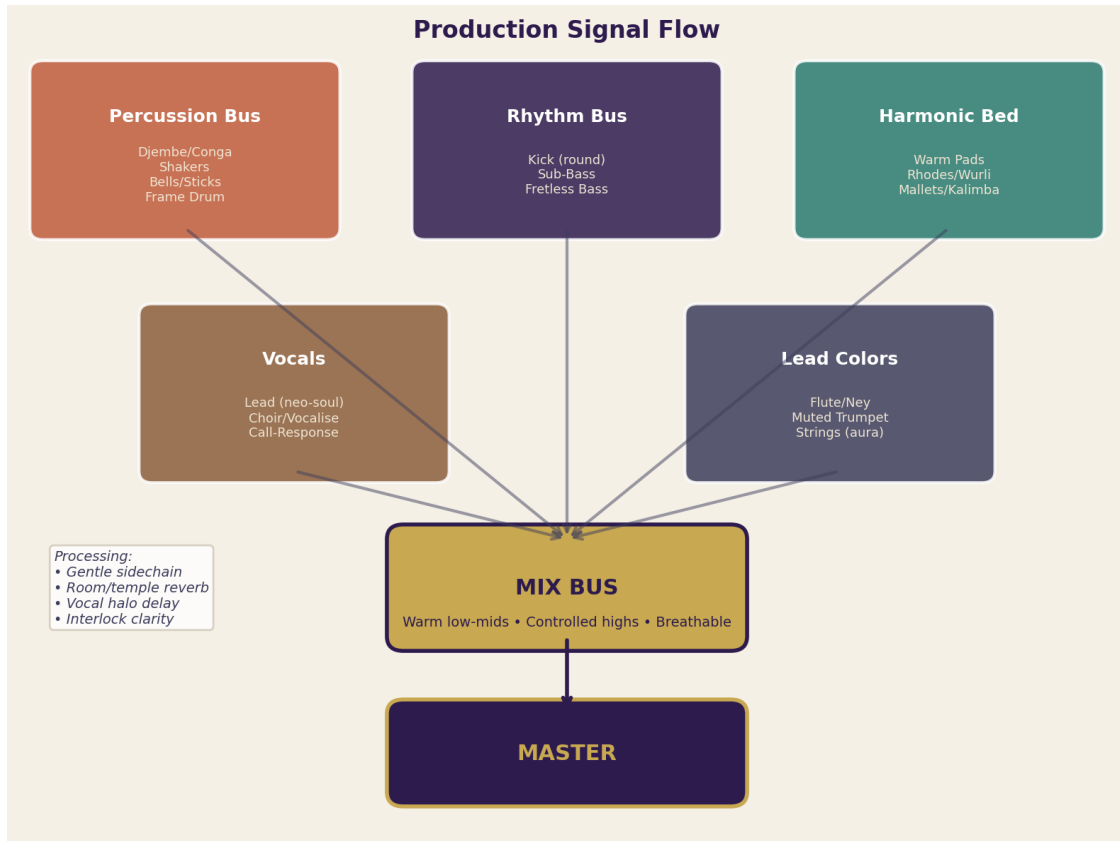 Production Signal Flow
Percussion Bus
Djembe/Conga
Shakers
Bells/Sticks
Frame Drum
Rhythm Bus
Kick (round)
Sub-Bass
Fretless Bass
Harmonic Bed
Warm Pads
Rhodes/Wurli
Mallets/Kalimba
Vocals
Lead (neo-soul)
Choir/Vocalise
Call-Response
Lead Colors
Flute/Ney
Muted Trumpet
Strings (aura)
Processing:
• Gentle sidechain
• Room/temple reverb
• Vocal halo delay
• Interlock clarity
MIX BUS
Warm low-mids • Controlled highs • Breathable
MASTER